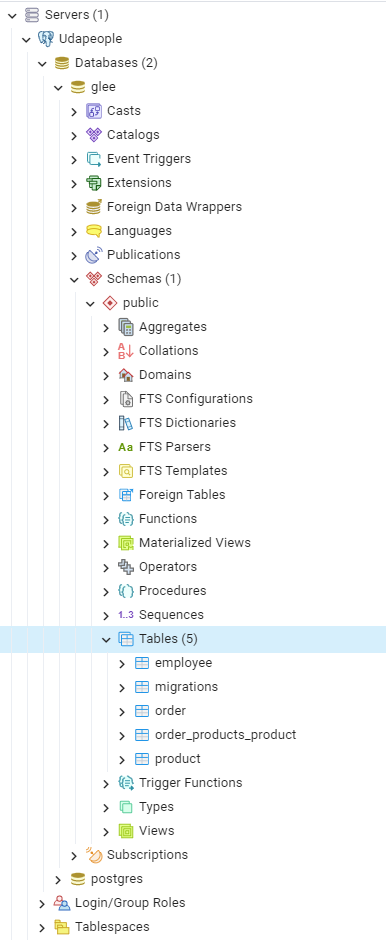 Servers (1)
Udapeople
Databases (2)
glee
Casts
Catalogs
Event Triggers
Extensions
Foreign Data Wrappers
Languages
Publications
Schemas (1)
public
Aggregates
Collations
Domains
FTS Configurations
FTS Dictionaries
FTS Parsers
FTS Templates
Foreign Tables
Functions
Materialized Views
Operators
Procedures
1..3 Sequences
Tables (5)
employee
migrations
order
order_products_product
product
Trigger Functions
Types
Views
Subscriptions
postgres
Login/Group Roles
Tablespaces